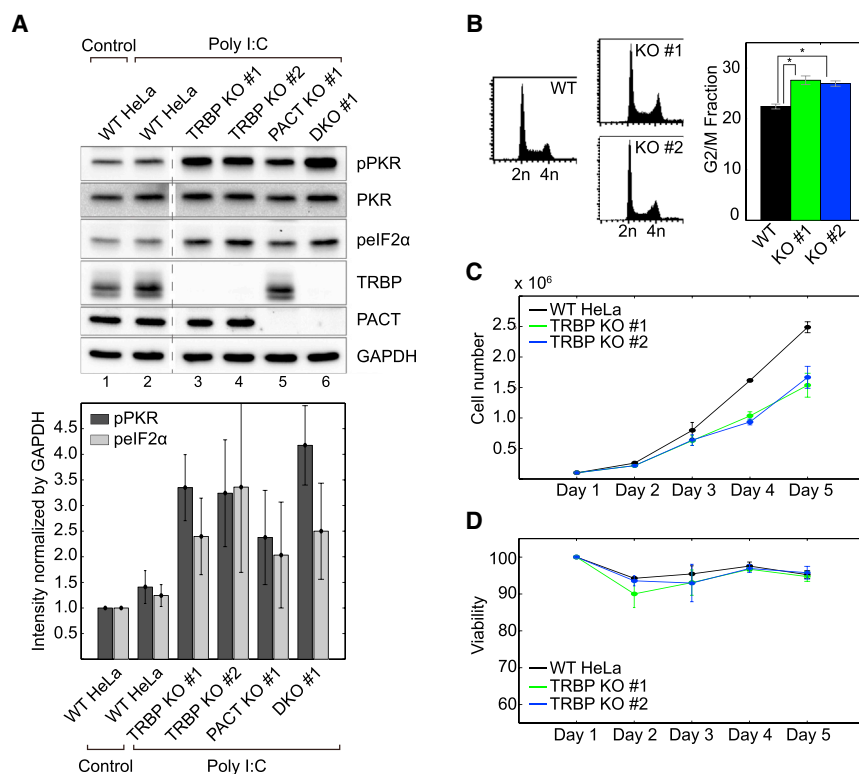 A
Control
Poly I:C
WT HeLa
WT HeLa
TRBP KO #1
TRBP KO #2
PACT KO #1
DKO #1
pPKR
PKR
peIF2α
TRBP
PACT
GAPDH
1 2 3 4 5 6
pPKR
peIF2α
Intensity normalized by GAPDH
4.5
4.0
3.5
3.0
2.5
2.0
1.5
1.0
WT HeLa
WT HeLa
TRBP KO #1
TRBP KO #2
PACT KO #1
DKO #1
Control
Poly I:C
B
WT
2n 4n
KO #1
KO #2
2n 4n
G2/M Fraction
30
20
10
0
* *
WT
KO #1
KO #2
C
x 10⁶
WT HeLa
TRBP KO #1
TRBP KO #2
Cell number
2.5
2.0
1.5
1.0
0.5
Day 1 Day 2 Day 3 Day 4 Day 5
D
Viability
100
90
80
70
60
WT HeLa
TRBP KO #1
TRBP KO #2
Day 1 Day 2 Day 3 Day 4 Day 5